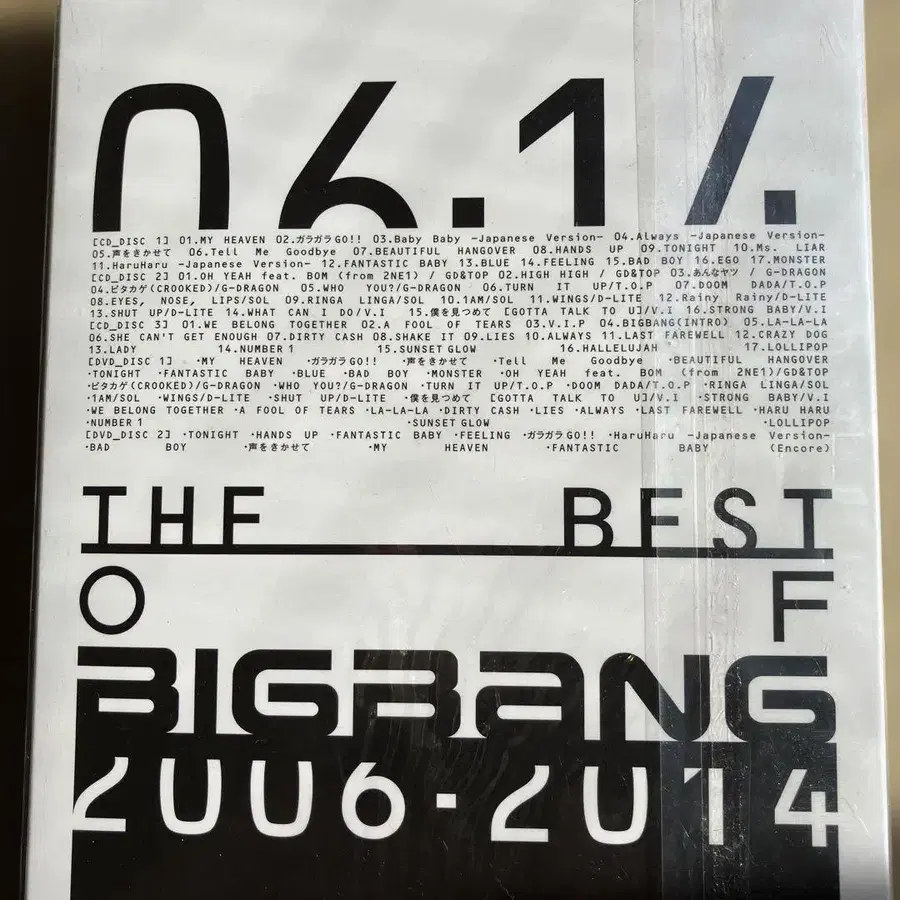 06.14
[CD_DISC 1] 01.MY HEAVEN 02.ガラガラGO!! 03.Baby Baby -Japanese Version- 04.Always -Japanese Version-
05.声をきかせて 06.Tell Me Goodbye 07.BEAUTIFUL HANGOVER 08.HANDS UP 09.TONIGHT 10.Ms. LIAR
11.HaruHaru -Japanese Version- 12.FANTASTIC BABY 13.BLUE 14.FEELING 15.BAD BOY 16.EGO 17.MONSTER
[CD_DISC 2] 01.OH YEAH feat. BOM (from 2NE1) / GD&TOP 02.HIGH HIGH / GD&TOP 03.あんなヤツ / G-DRAGON
04.ピタカゲ(CROOKED)/G-DRAGON 05.WHO YOU?/G-DRAGON 06.TURN IT UP/T.O.P 07.DOOM DADA/T.O.P
08.EYES, NOSE, LIPS/SOL 09.RINGA LINGA/SOL 10.1AM/SOL 11.WINGS/D-LITE 12.Rainy Rainy/D-LITE
13.SHUT UP/D-LITE 14.WHAT CAN I DO/V.I 15.僕を見つめて [GOTTA TALK TO U]/V.I 16.STRONG BABY/V.I
[CD_DISC 3] 01.WE BELONG TOGETHER 02.A FOOL OF TEARS 03.V.I.P 04.BIGBANG(INTRO) 05.LA-LA-LA
06.SHE CAN'T GET ENOUGH 07.DIRTY CASH 08.SHAKE IT 09.LIES 10.ALWAYS 11.LAST FAREWELL 12.CRAZY DOG
13.LADY 14.NUMBER 1 15.SUNSET GLOW 16.HALLELUJAH 17.LOLLIPOP
[DVD_DISC 1] ·MY HEAVEN ·ガラガラGO!! ·声をきかせて ·Tell Me Goodbye ·BEAUTIFUL HANGOVER
·TONIGHT ·FANTASTIC BABY ·BLUE ·BAD BOY ·MONSTER ·OH YEAH feat. BOM (from 2NE1)/GD&TOP
·ピタカゲ(CROOKED)/G-DRAGON ·WHO YOU?/G-DRAGON ·TURN IT UP/T.O.P ·DOOM DADA/T.O.P ·RINGA LINGA/SOL
·1AM/SOL ·WINGS/D-LITE ·SHUT UP/D-LITE ·僕を見つめて [GOTTA TALK TO U]/V.I ·STRONG BABY/V.I
·WE BELONG TOGETHER ·A FOOL OF TEARS ·LA-LA-LA ·DIRTY CASH ·LIES ·ALWAYS ·LAST FAREWELL ·HARU HARU
·NUMBER 1 ·SUNSET GLOW ·LOLLIPOP
[DVD_DISC 2] ·TONIGHT ·HANDS UP ·FANTASTIC BABY ·FEELING ·ガラガラGO!! ·HaruHaru -Japanese Version-
·BAD BOY ·声をきかせて ·MY HEAVEN ·FANTASTIC BABY (Encore)
THE BEST
OF
BIGBANG
2006-2014